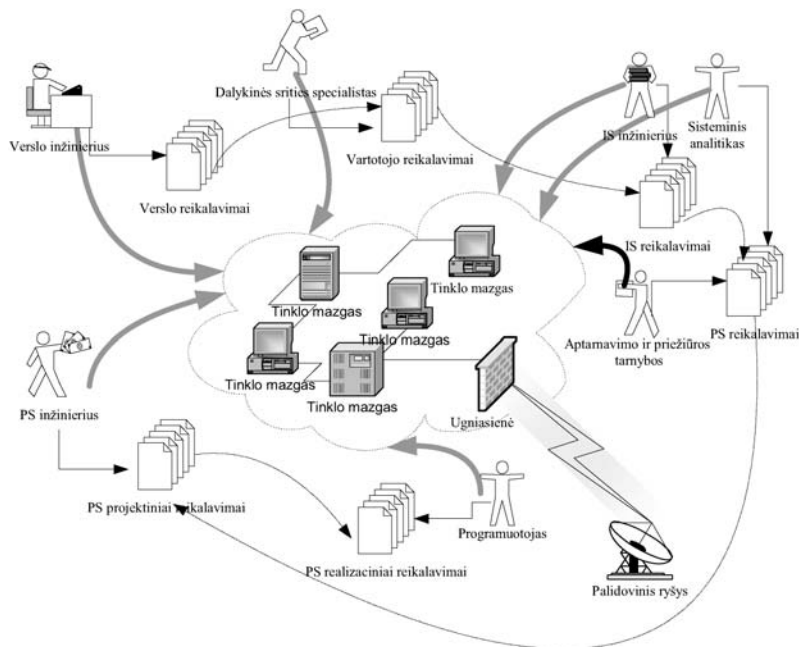 Dalykinės srities specialistas
IS inžinierius
Sisteminis
analitikas
Verslo inžinierius
Vartotojo reikalavimai
Verslo reikalavimai
IS reikalavimai
Tinklo mazgas
Tinklo mazgas
Tinklo mazgas
Aptarnavimo ir priežiūros
tarnybos
PS reikalavimai
Tinklo mazgas
Tinklo mazgas
PS inžinierius
Ugniasienė
PS projektiniai reikalavimai
Programuotojas
PS realizaciniai reikalavimai
Palidovinis ryšys